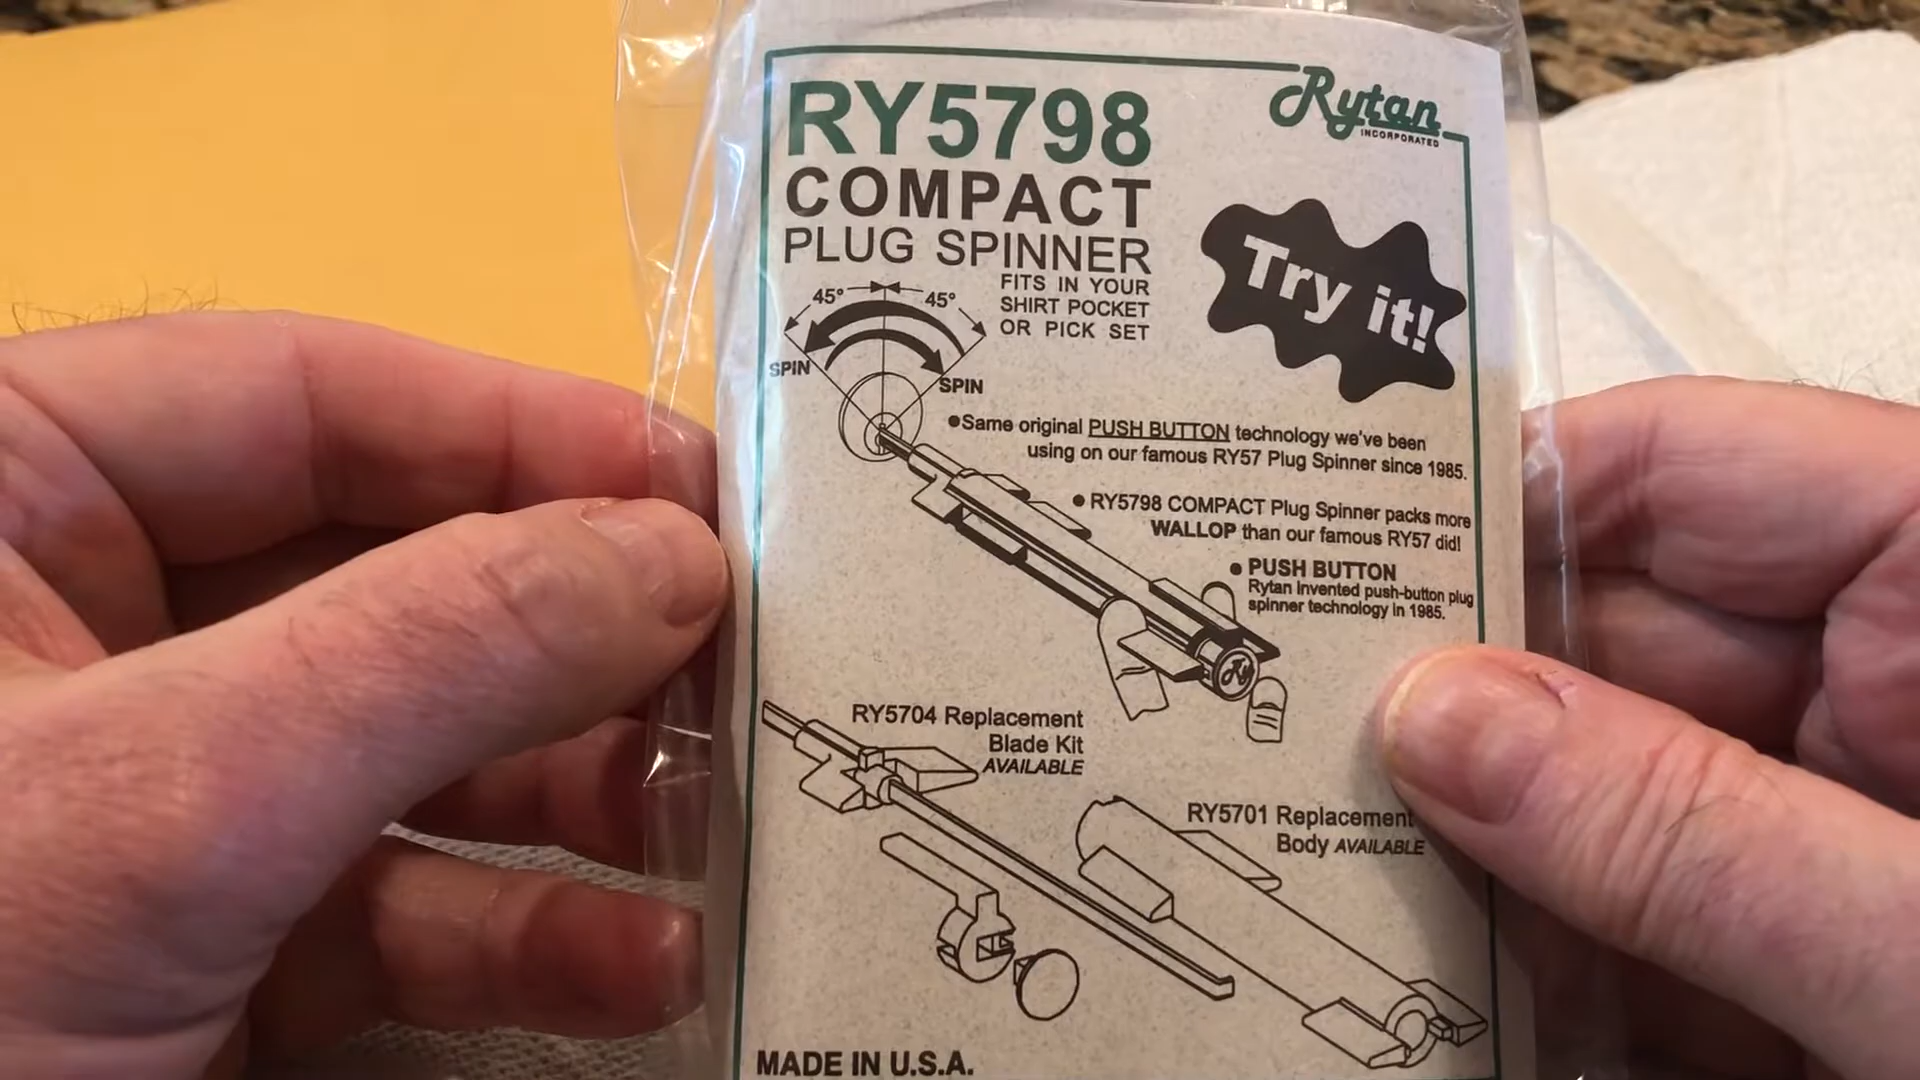 Rytan
INCORPORATED
RY5798
COMPACT
PLUG SPINNER
FITS IN YOUR
SHIRT POCKET
OR PICK SET
Try it!
45° 45°
SPIN
SPIN
●Same original PUSH BUTTON technology we've been
using on our famous RY57 Plug Spinner since 1985.
● RY5798 COMPACT Plug Spinner packs more
WALLOP than our famous RY57 did!
● PUSH BUTTON
Rytan invented push-button plug
spinner technology in 1985.
Ry
RY5704 Replacement
Blade Kit
AVAILABLE
RY5701 Replacement
Body AVAILABLE
MADE IN U.S.A.